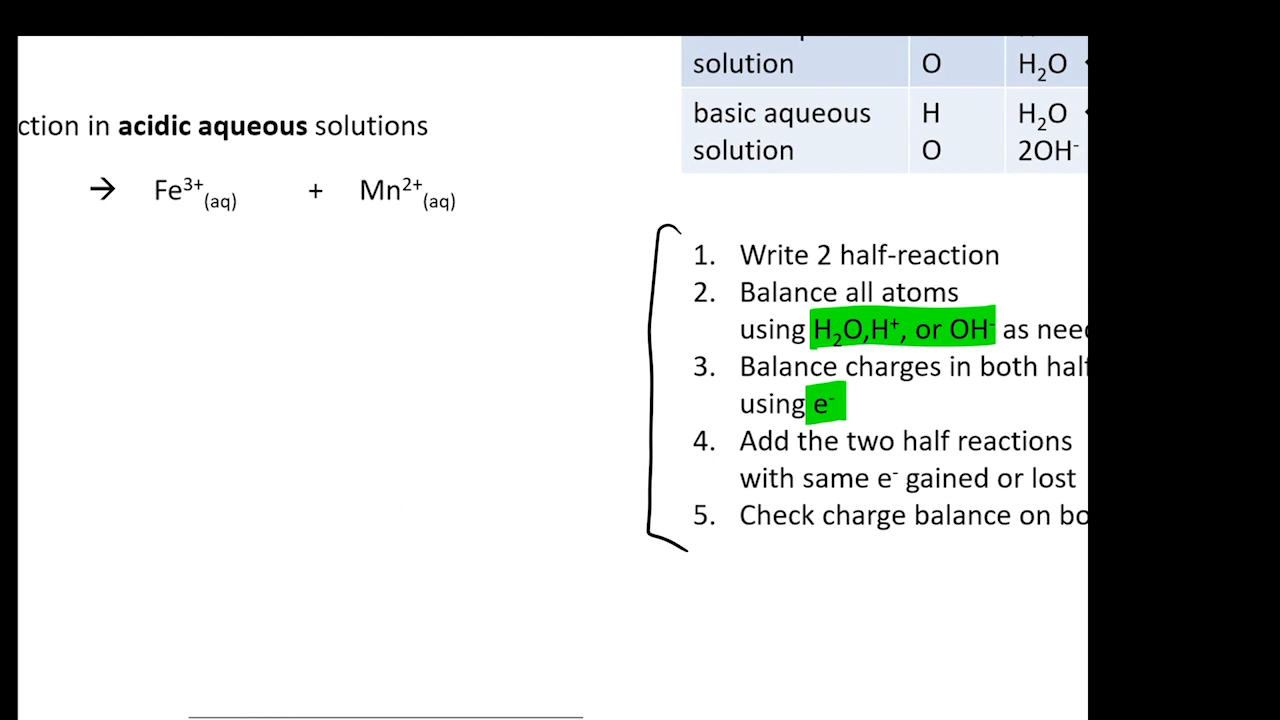 solution O H₂O
basic aqueous H H₂O
solution O 2OH⁻
ction in acidic aqueous solutions
→ Fe³⁺(aq) + Mn²⁺(aq)
1. Write 2 half-reaction
2. Balance all atoms
using H₂O,H⁺, or OH⁻ as nee
3. Balance charges in both half
using e⁻
4. Add the two half reactions
with same e⁻ gained or lost
5. Check charge balance on bo